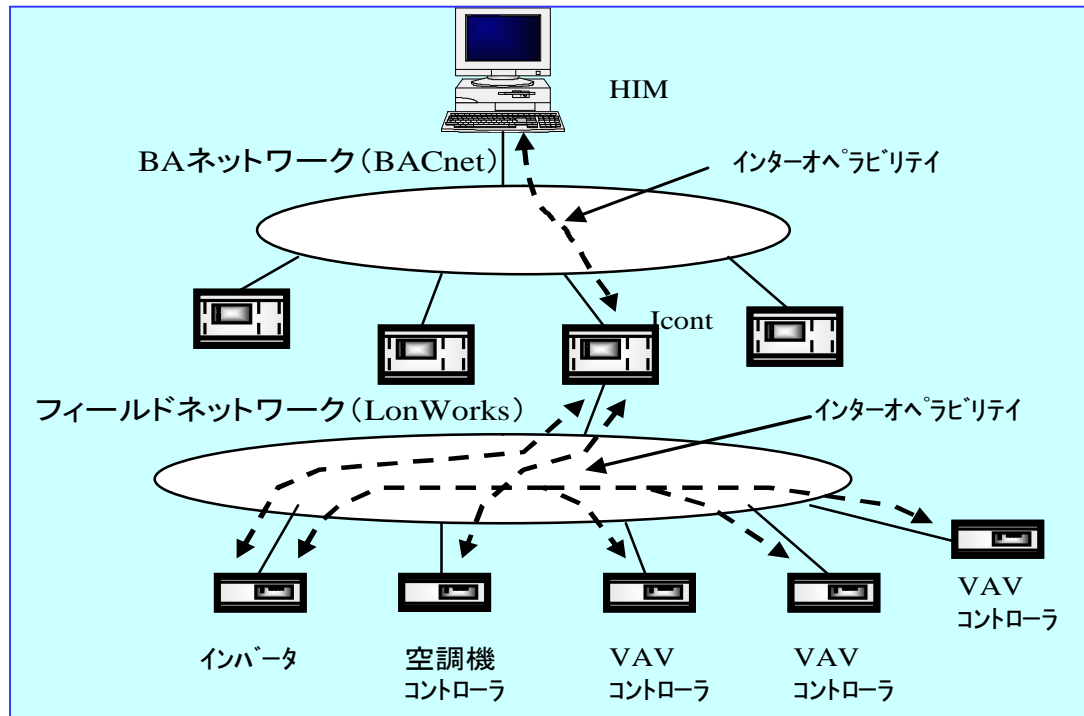 HIM
BAネットワーク(BACnet)
インターオペラビリテイ
Icont
フィールドネットワーク(LonWorks)
インターオペラビリテイ
インバータ
空調機
コントローラ
VAV
コントローラ
VAV
コントローラ
VAV
コントローラ